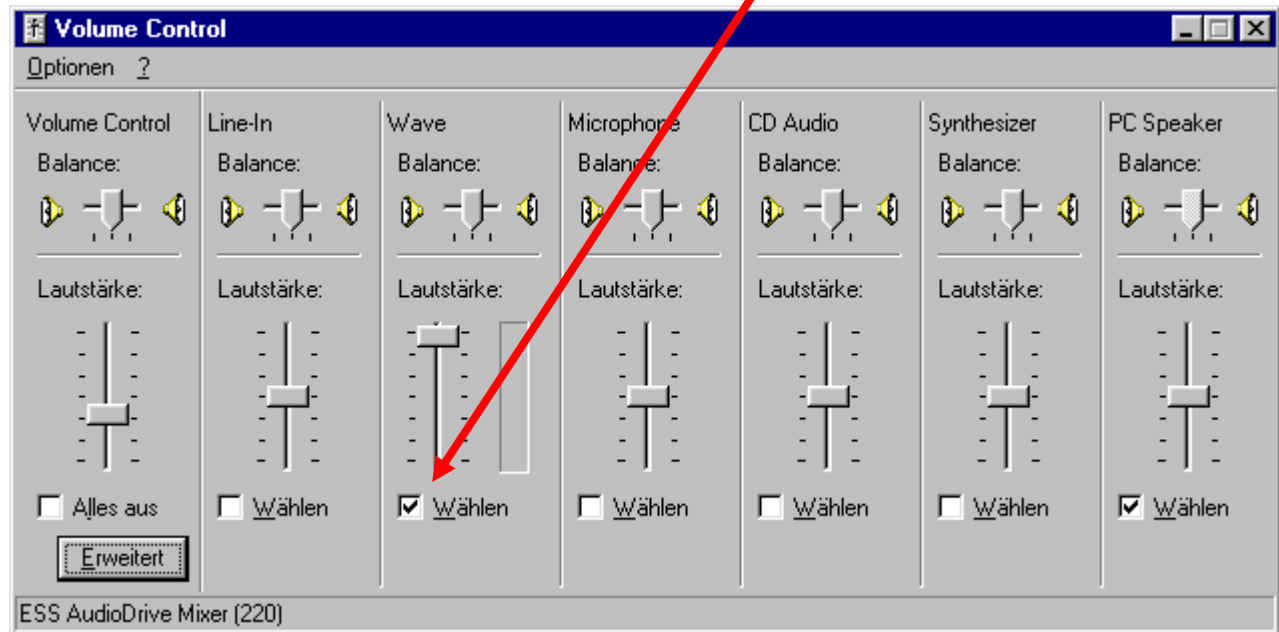 Volume Control
Optionen ?
Volume Control Line-In Wave Microphone CD Audio Synthesizer PC Speaker
Balance: Balance: Balance: Balance: Balance: Balance: Balance:
Lautstärke: Lautstärke: Lautstärke: Lautstärke: Lautstärke: Lautstärke: Lautstärke:
Alles aus Wählen Wählen Wählen Wählen Wählen Wählen
Erweitert
ESS AudioDrive Mixer (220)